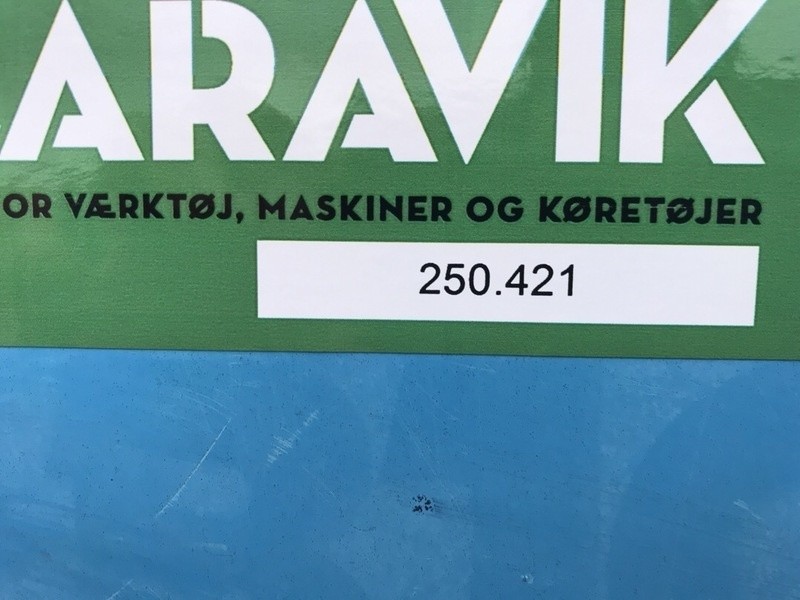 ARAVIK
OR VÆRKTØJ, MASKINER OG KØRETØJER
250.421